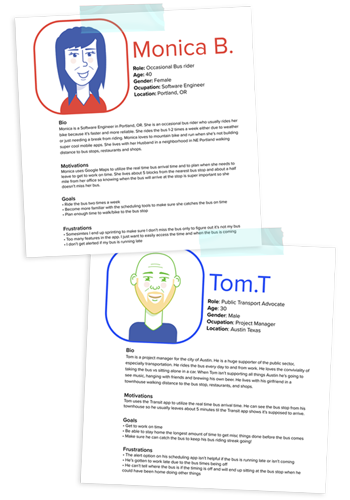 Monica B.
Role: Occasional Bus rider
Age: 40
Gender: Female
Ocupation: Software Engineer
Location: Portland, OR
Bio
Monica is a Software Engineer in Portland, OR. She is an occasional bus rider who usually rides her
bike because it's faster and more reliable. She rides the bus 1-2 times a week either due to weather
or just needing a break from riding. Monica loves to mountain bike and run when she's not building
super cool mobile apps. She lives with her Husband in a neighborhood in NE Portland walking
distance to bus stops, restaurants and shops.
Motivations
Monica uses Google Maps to utilize the real time bus arrival time and to plan when she needs to
leave to get to work on time. She lives about 5 blocks from the nearest bus stop and about a half
mile from her office so knowing when the bus will arrive at the stop is super important so she
doesn't miss her bus.
Goals
• Ride the bus two times a week
• Become more familiar with the scheduling tools to make sure she catches the bus on time
• Plan enough time to walk/bike to the bus stop
Frustrations
• Sometimes I end up sprinting to make sure I don't miss the bus only to figure out it's not my bus
• Too many features in the app. I just want to easily access the time and when the bus is coming
• I don't get alerted if my bus is running late
Tom.T
Role: Public Transport Advocate
Age: 30
Gender: Male
Ocupation: Project Manager
Location: Austin Texas
Bio
Tom is a project manager for the city of Austin. He is a huge supporter of the public sector,
especially transportation. He rides the bus every day to and from work. He loves the conviviality of
taking the bus vs sitting alone in a car. When Tom isn't supporting all things Austin he's going to
see music, hanging with friends and brewing his own beer. He lives with his girlfriend in a
townhouse walking distance to the bus stop, restaurants, and shops.
Motivations
Tom uses the Transit app to utilize the real time bus arrival time. He can see the bus stop from his
townhouse so he usually leaves about 5 minutes til the Transit app shows it's supposed to arrive.
Goals
• Get to work on time
• Be able to stay home the longest amount of time to get misc things done before the bus comes
• Make sure he can catch the bus to keep his bus riding streak going!
Frustrations
• The alert option on his scheduling app isn't helpful if the bus is running late or isn't coming
• He's gotten to work late due to the bus times being off
• He can't tell where the bus is if the timing is off and will end up sitting at the bus stop when he
could have been home doing other things